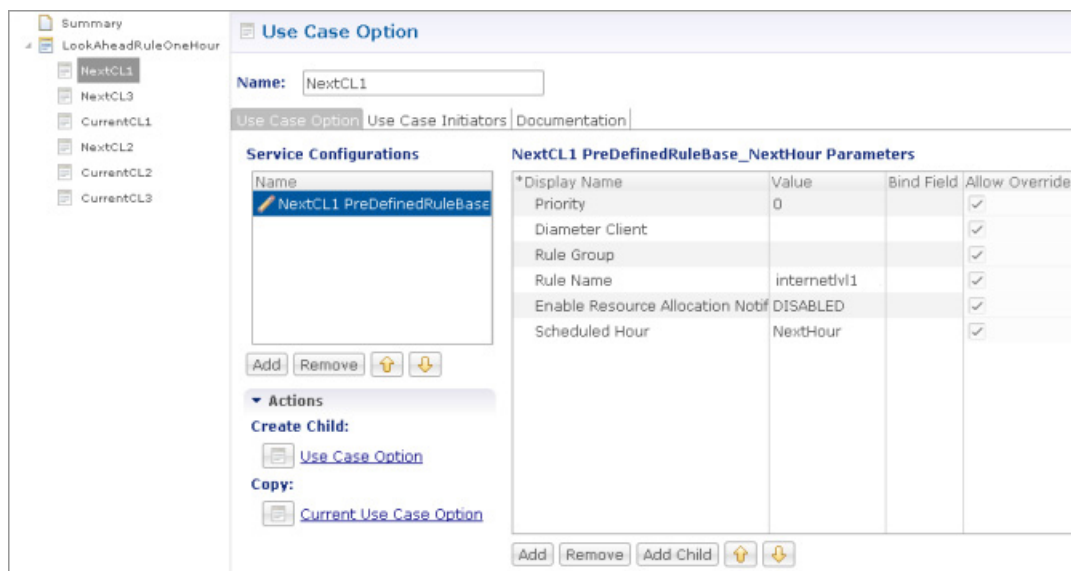 Summary
LookAheadRuleOneHour
NextCL1
NextCL3
CurrentCL1
NextCL2
CurrentCL2
CurrentCL3
Use Case Option
Name: NextCL1
Use Case Option Use Case Initiators Documentation
Service Configurations
Name
NextCL1 PreDefinedRuleBase
Add Remove
Actions
Create Child:
Use Case Option
Copy:
Current Use Case Option
NextCL1 PreDefinedRuleBase_NextHour Parameters
*Display Name Value Bind Field Allow Override
Priority 0
Diameter Client
Rule Group
Rule Name internetlvl1
Enable Resource Allocation Notif DISABLED
Scheduled Hour NextHour
Add Remove Add Child